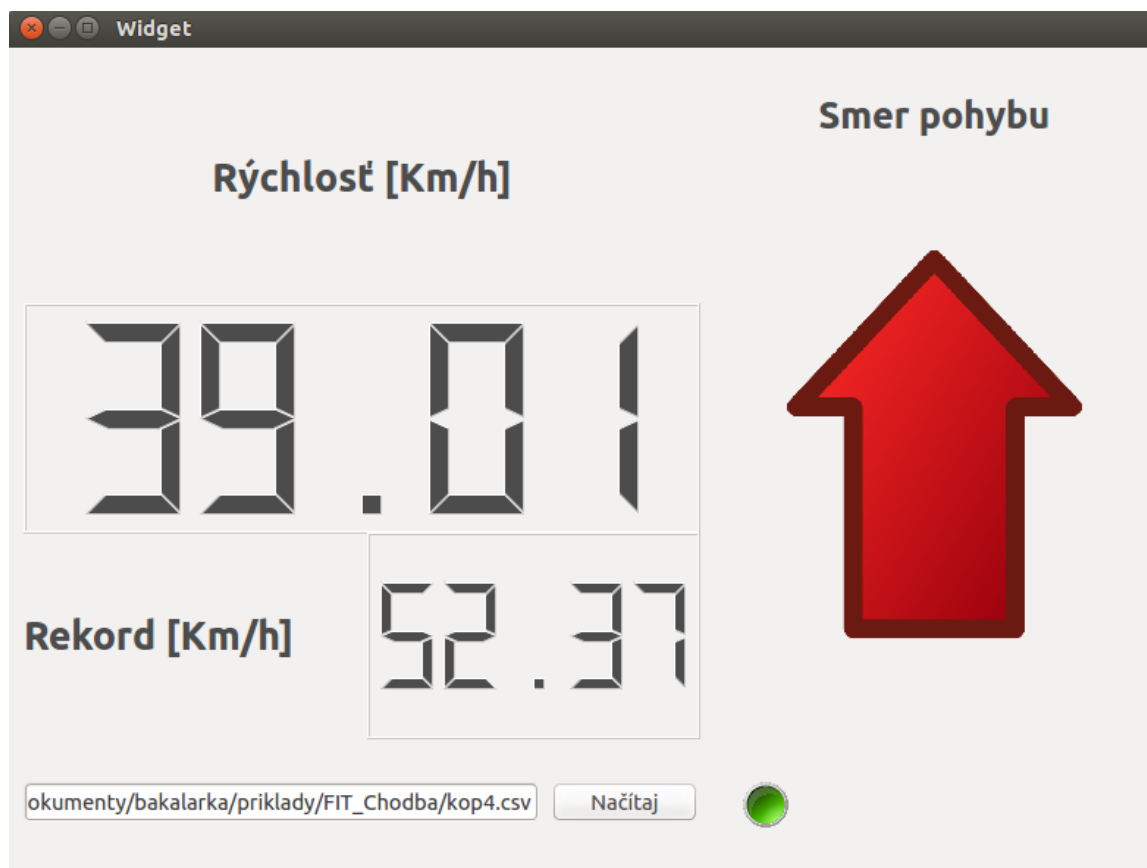 Widget
Smer pohybu
Rýchlosť [Km/h]
39.01
Rekord [Km/h]
52.37
okumenty/bakalarka/priklady/FIT_Chodba/kop4.csv
Načítaj